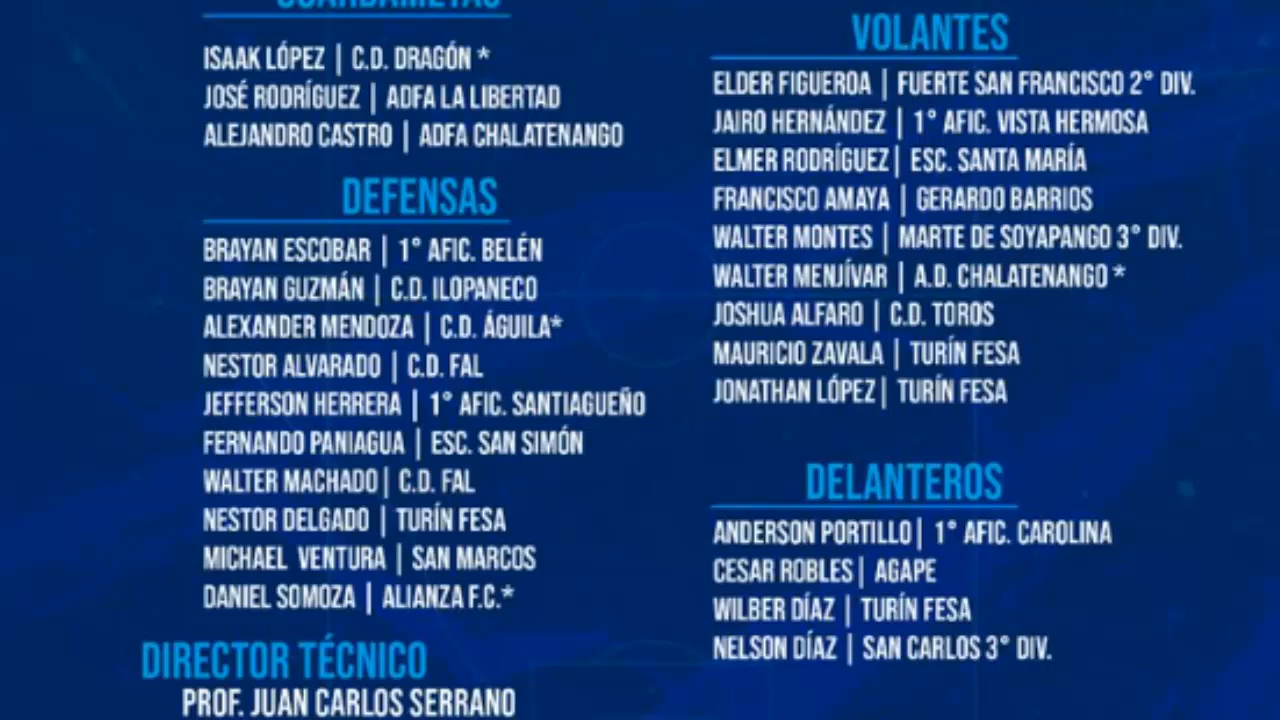 GUARDAMETAS
ISAAK LÓPEZ | C.D. DRAGÓN *
JOSÉ RODRÍGUEZ | ADFA LA LIBERTAD
ALEJANDRO CASTRO | ADFA CHALATENANGO
DEFENSAS
BRAYAN ESCOBAR | 1° AFIC. BELÉN
BRAYAN GUZMÁN | C.D. ILOPANECO
ALEXANDER MENDOZA | C.D. ÁGUILA*
NESTOR ALVARADO | C.D. FAL
JEFFERSON HERRERA | 1° AFIC. SANTIAGUEÑO
FERNANDO PANIAGUA | ESC. SAN SIMÓN
WALTER MACHADO| C.D. FAL
NESTOR DELGADO | TURÍN FESA
MICHAEL VENTURA | SAN MARCOS
DANIEL SOMOZA | ALIANZA F.C.*
DIRECTOR TÉCNICO
PROF. JUAN CARLOS SERRANO
VOLANTES
ELDER FIGUEROA | FUERTE SAN FRANCISCO 2° DIV.
JAIRO HERNÁNDEZ | 1° AFIC. VISTA HERMOSA
ELMER RODRÍGUEZ| ESC. SANTA MARÍA
FRANCISCO AMAYA | GERARDO BARRIOS
WALTER MONTES | MARTE DE SOYAPANGO 3° DIV.
WALTER MENJÍVAR | A.D. CHALATENANGO *
JOSHUA ALFARO | C.D. TOROS
MAURICIO ZAVALA | TURÍN FESA
JONATHAN LÓPEZ| TURÍN FESA
DELANTEROS
ANDERSON PORTILLO| 1° AFIC. CAROLINA
CESAR ROBLES| AGAPE
WILBER DÍAZ | TURÍN FESA
NELSON DÍAZ | SAN CARLOS 3° DIV.